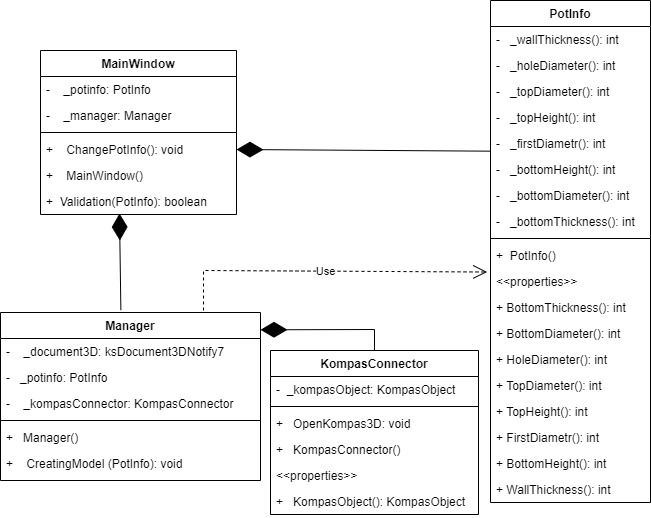 MainWindow
- _potinfo: PotInfo
- _manager: Manager
+ ChangePotInfo(): void
+ MainWindow()
+ Validation(PotInfo): boolean
PotInfo
- _wallThickness(): int
- _holeDiameter(): int
- _topDiameter(): int
- _topHeight(): int
- _firstDiametr(): int
- _bottomHeight(): int
- _bottomDiameter(): int
- _bottomThickness(): int
+ PotInfo()
<<properties>>
+ BottomThickness(): int
+ BottomDiameter(): int
+ HoleDiameter(): int
+ TopDiameter(): int
+ TopHeight(): int
+ FirstDiametr(): int
+ BottomHeight(): int
+ WallThickness(): int
Use
Manager
- _document3D: ksDocument3DNotify7
- _potinfo: PotInfo
- _kompasConnector: KompasConnector
+ Manager()
+ CreatingModel (PotInfo): void
KompasConnector
- _kompasObject: KompasObject
+ OpenKompas3D: void
+ KompasConnector()
<<properties>>
+ KompasObject(): KompasObject